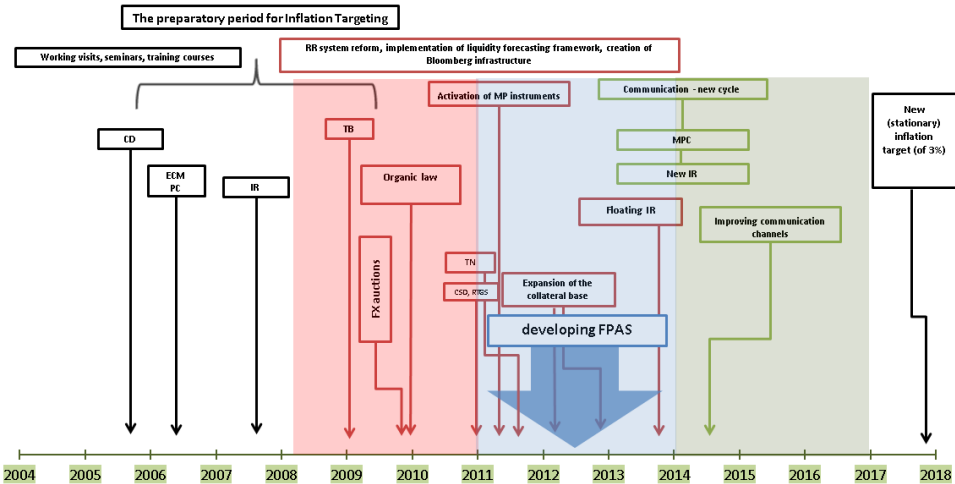 The preparatory period for Inflation Targeting
Working visits, seminars, training courses
RR system reform, implementation of liquidity forecasting framework, creation of
Bloomberg infrastructure
Activation of MP instruments
Communication - new cycle
New
(stationary)
inflation
target (of 3%)
CD
TB
MPC
ECM
PC
IR
Organic law
New IR
Floating IR
Improving communication
channels
FX auctions
TN
CSD, RTGS
Expansion of the
collateral base
developing FPAS
2004 2005 2006 2007 2008 2009 2010 2011 2012 2013 2014 2015 2016 2017 2018